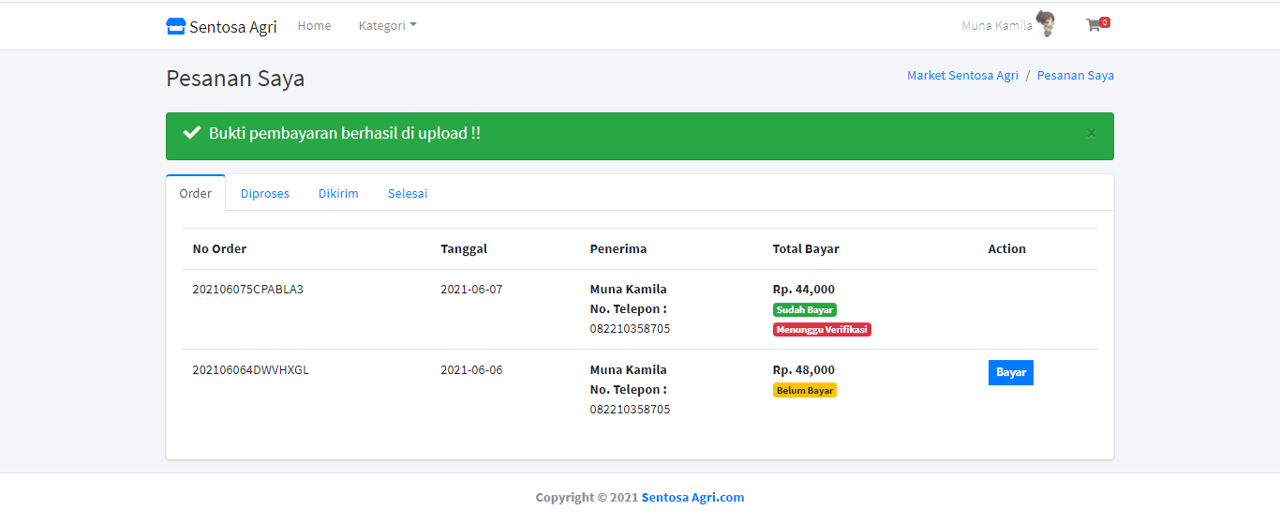 Sentosa Agri Home Kategori Muna Kamila 0
Pesanan Saya Market Sentosa Agri / Pesanan Saya
Bukti pembayaran berhasil di upload !! ×
Order Diproses Dikirim Selesai
No Order Tanggal Penerima Total Bayar Action
202106075CPABLA3 2021-06-07 Muna Kamila Rp. 44,000
No. Telepon : Sudah Bayar
082210358705 Menunggu Verifikasi
202106064DWVHXGL 2021-06-06 Muna Kamila Rp. 48,000 Bayar
No. Telepon : Belum Bayar
082210358705
Copyright © 2021 Sentosa Agri.com